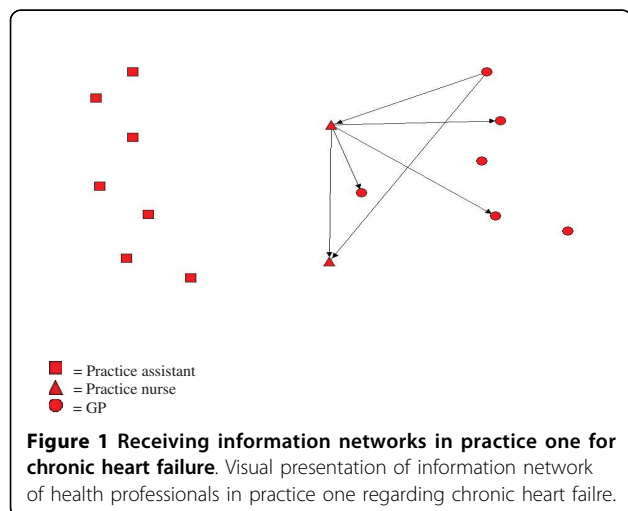 = Practice assistant
= Practice nurse
= GP
Figure 1 Receiving information networks in practice one for
chronic heart failure. Visual presentation of information network
of health professionals in practice one regarding chronic heart failre.